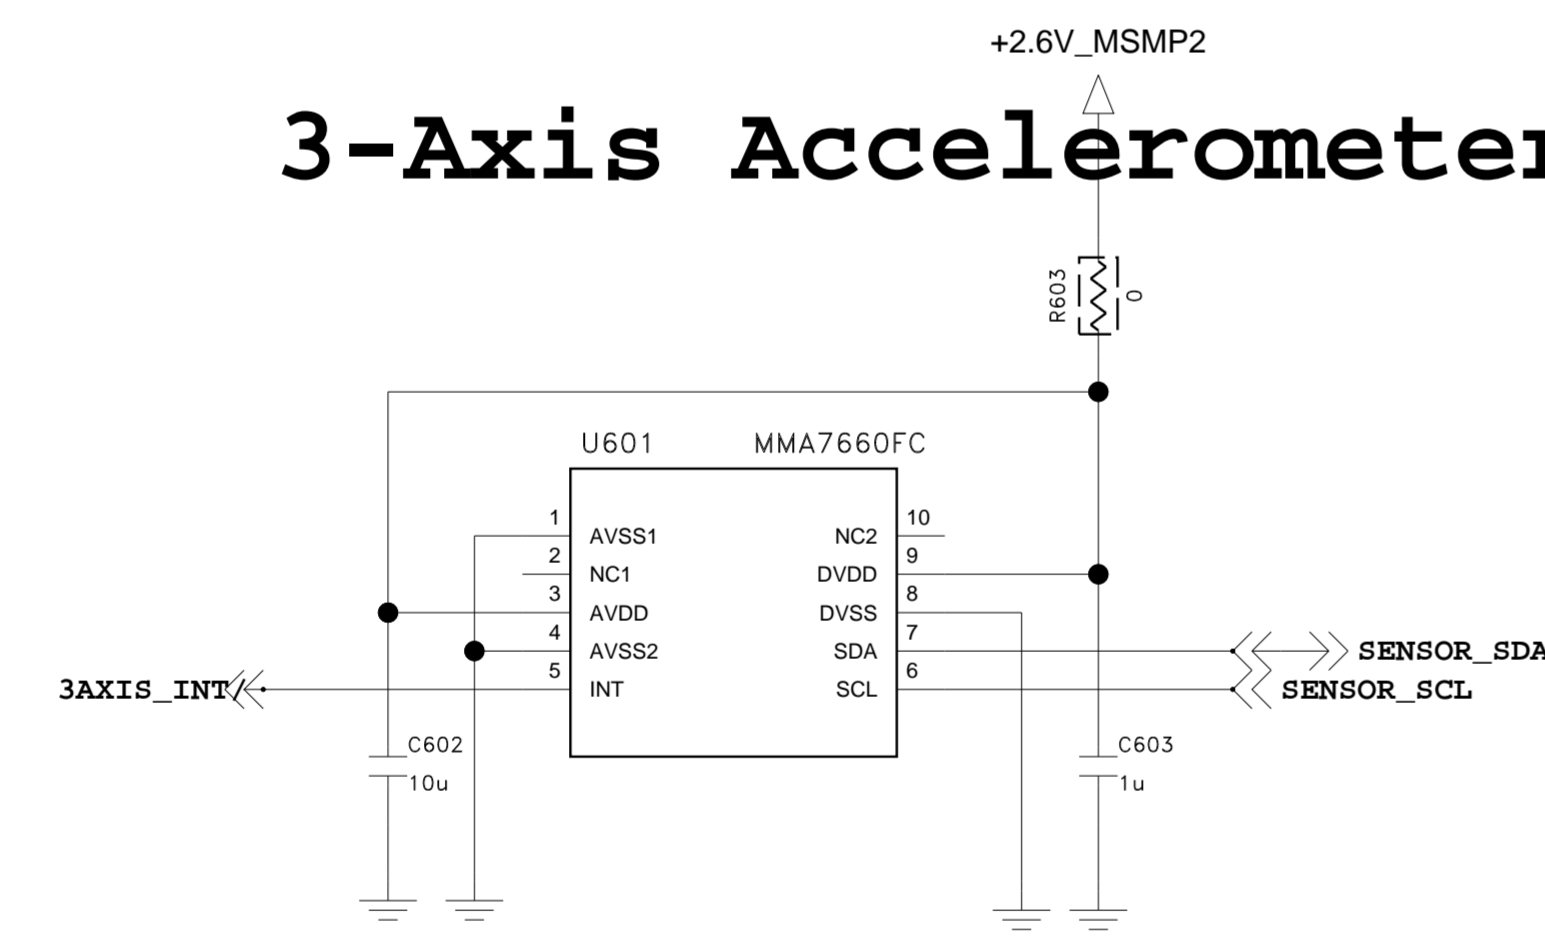 +2.6V_MSMP2
3-Axis Accelerometer
R603
0
U601 MMA7660FC
1 AVSS1 NC2 10
2 NC1 DVDD 9
3 AVDD DVSS 8
4 AVSS2 SDA 7 SENSOR_SDA
3AXIS_INT/ 5 INT SCL 6 SENSOR_SCL
C602 C603
10u 1u